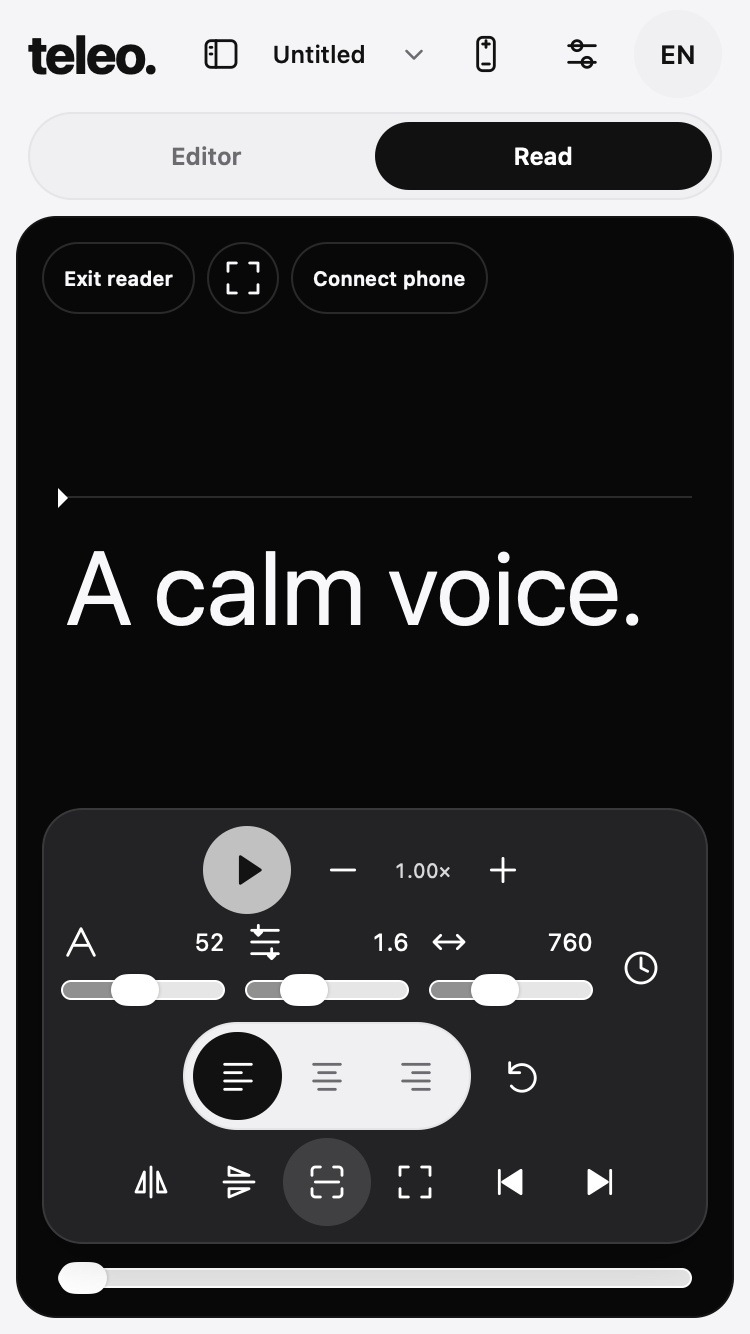 teleo.
Untitled
EN
Editor
Read
Exit reader
Connect phone
A calm voice.
1.00×
52
1.6
760